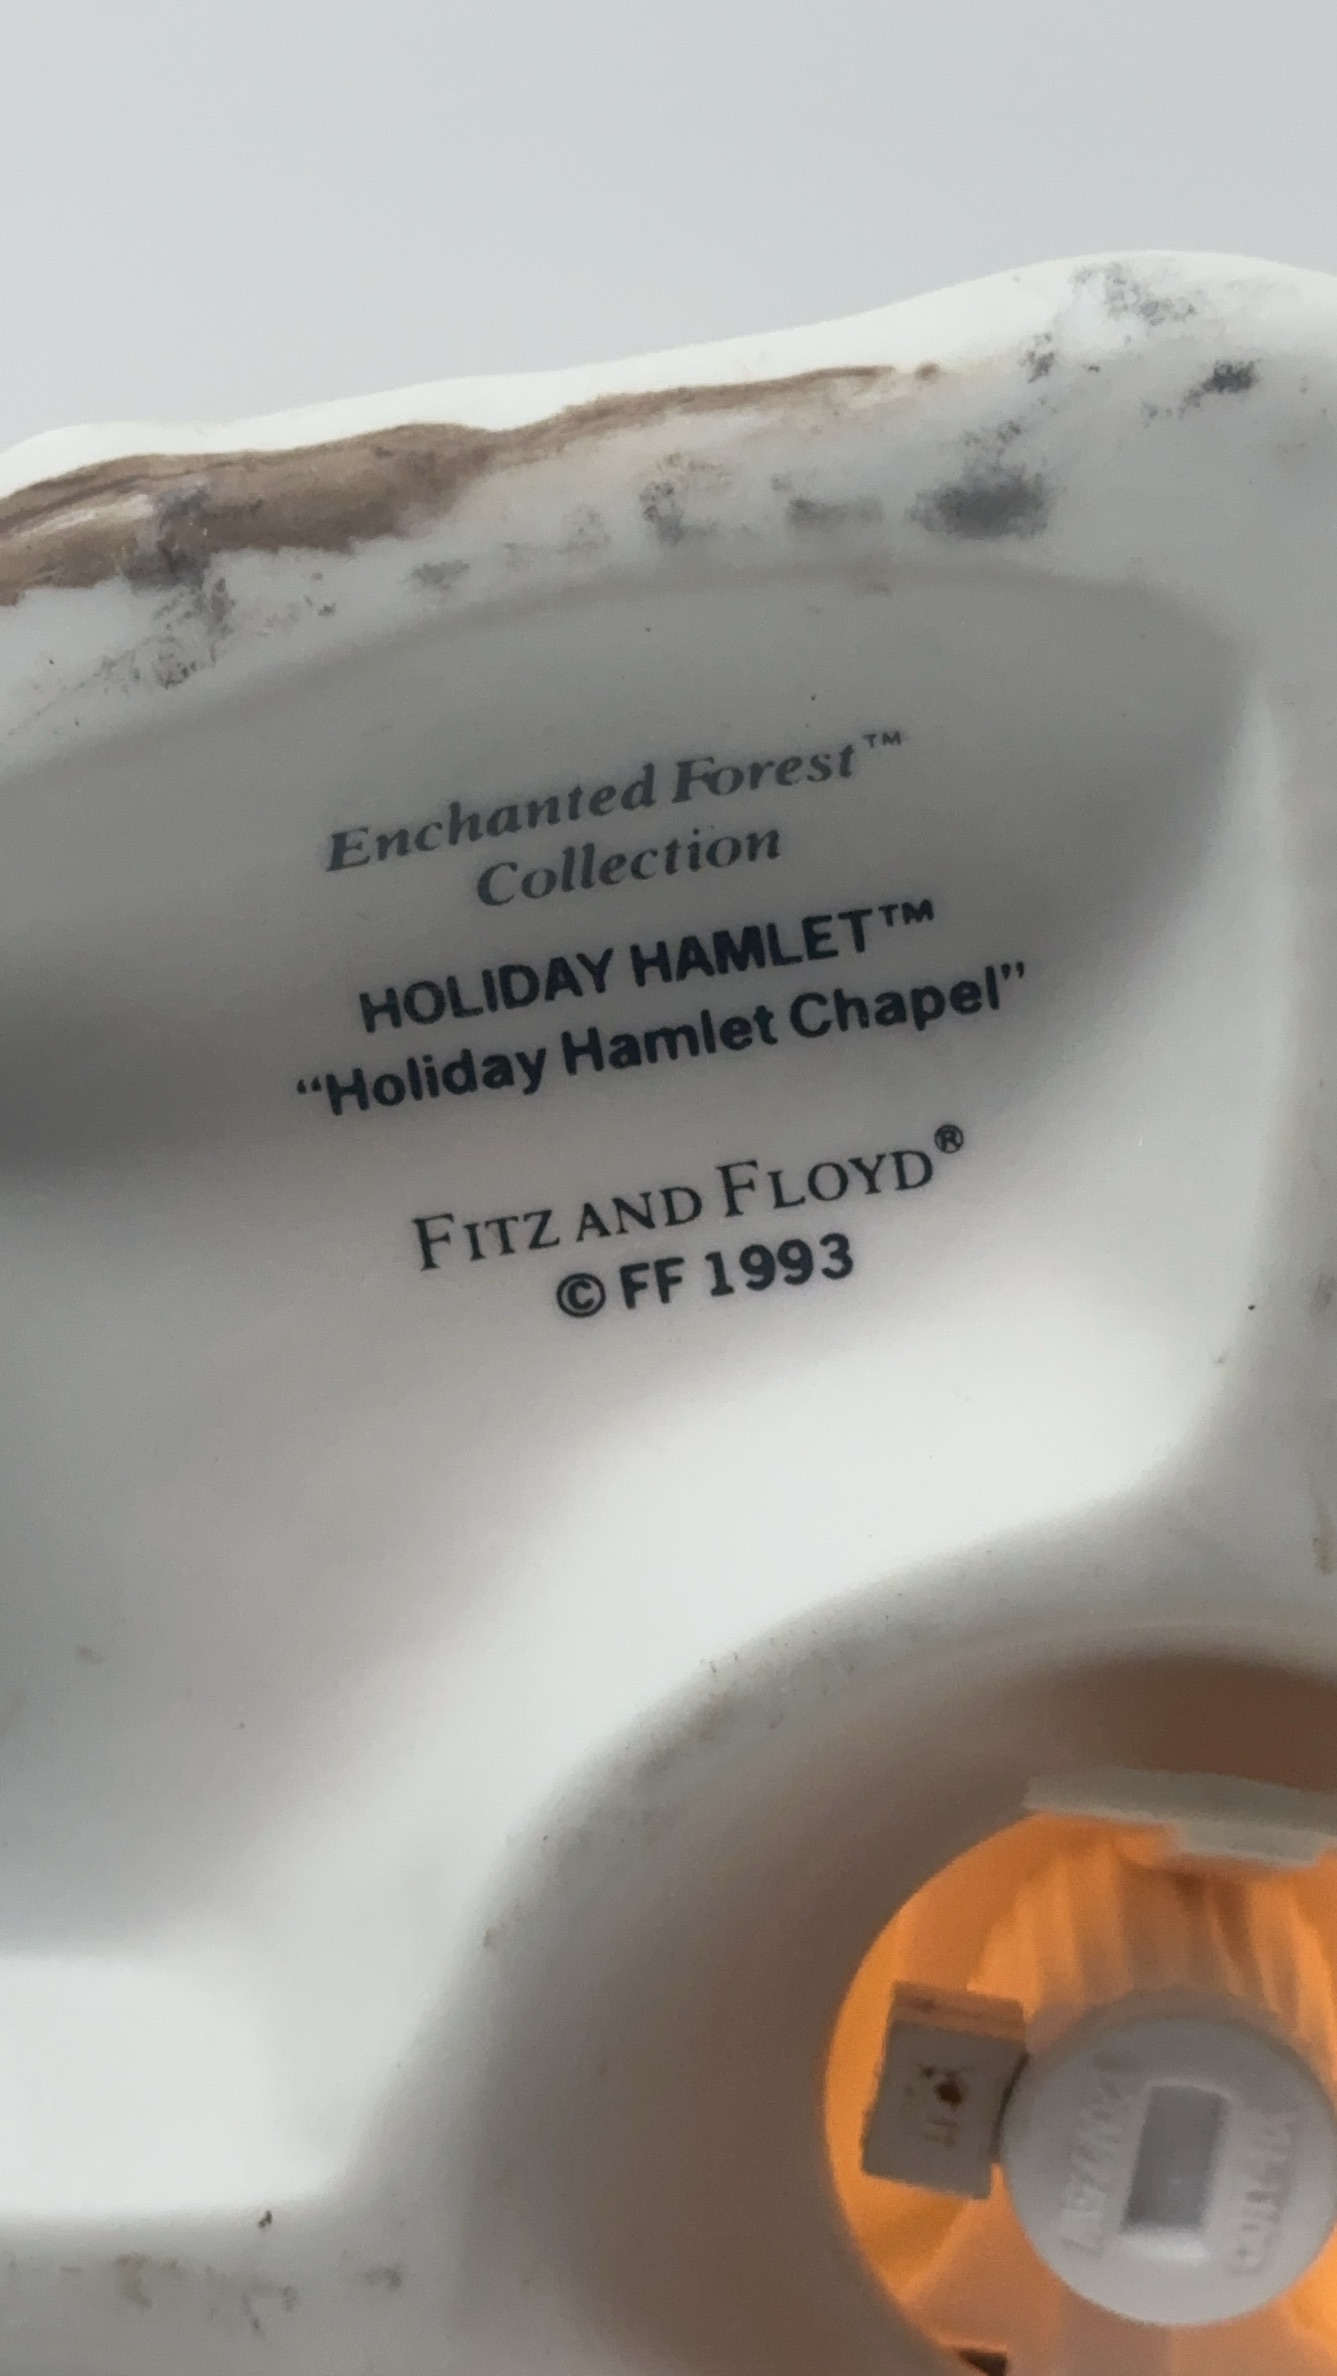 Enchanted Forest™
Collection
HOLIDAY HAMLET™
“Holiday Hamlet Chapel”
FITZ AND FLOYD®
© FF 1993